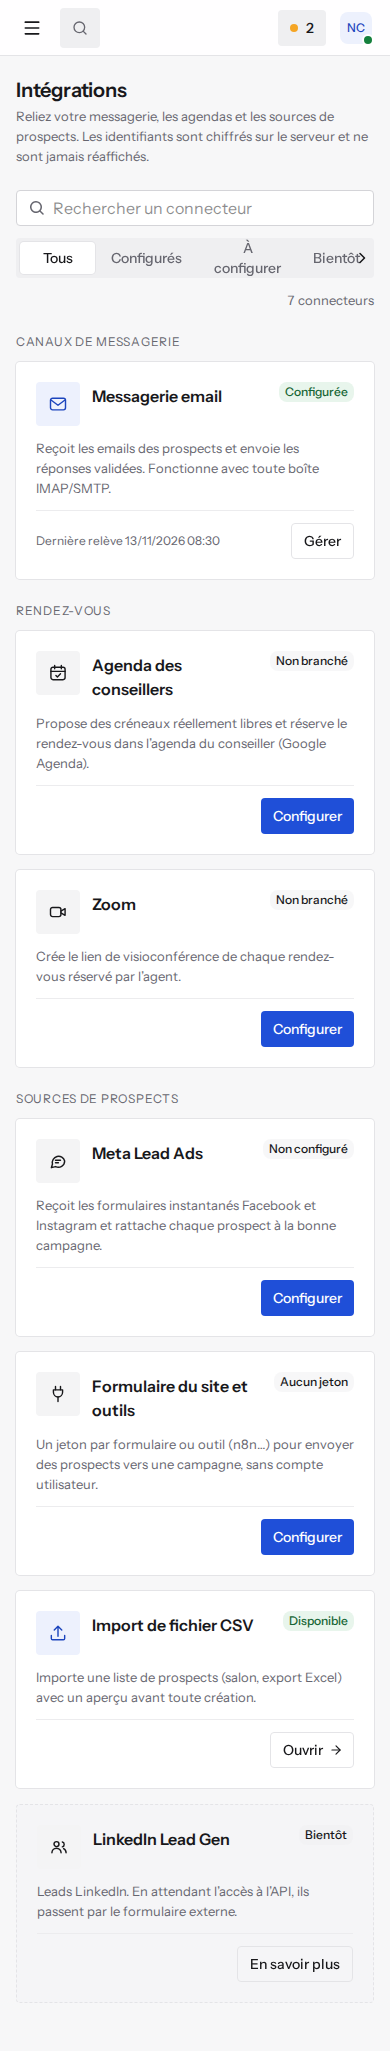 2
NC
Intégrations
Reliez votre messagerie, les agendas et les sources de
prospects. Les identifiants sont chiffrés sur le serveur et ne
sont jamais réaffichés.
Rechercher un connecteur
Tous
Configurés
À
configurer
Bientôt
7 connecteurs
CANAUX DE MESSAGERIE
Messagerie email
Configurée
Reçoit les emails des prospects et envoie les
réponses validées. Fonctionne avec toute boîte
IMAP/SMTP.
Dernière relève 13/11/2026 08:30
Gérer
RENDEZ-VOUS
Agenda des
conseillers
Non branché
Propose des créneaux réellement libres et réserve le
rendez-vous dans l'agenda du conseiller (Google
Agenda).
Configurer
Zoom
Non branché
Crée le lien de visioconférence de chaque rendez-
vous réservé par l'agent.
Configurer
SOURCES DE PROSPECTS
Meta Lead Ads
Non configuré
Reçoit les formulaires instantanés Facebook et
Instagram et rattache chaque prospect à la bonne
campagne.
Configurer
Formulaire du site et
outils
Aucun jeton
Un jeton par formulaire ou outil (n8n…) pour envoyer
des prospects vers une campagne, sans compte
utilisateur.
Configurer
Import de fichier CSV
Disponible
Importe une liste de prospects (salon, export Excel)
avec un aperçu avant toute création.
Ouvrir →
LinkedIn Lead Gen
Bientôt
Leads LinkedIn. En attendant l'accès à l'API, ils
passent par le formulaire externe.
En savoir plus